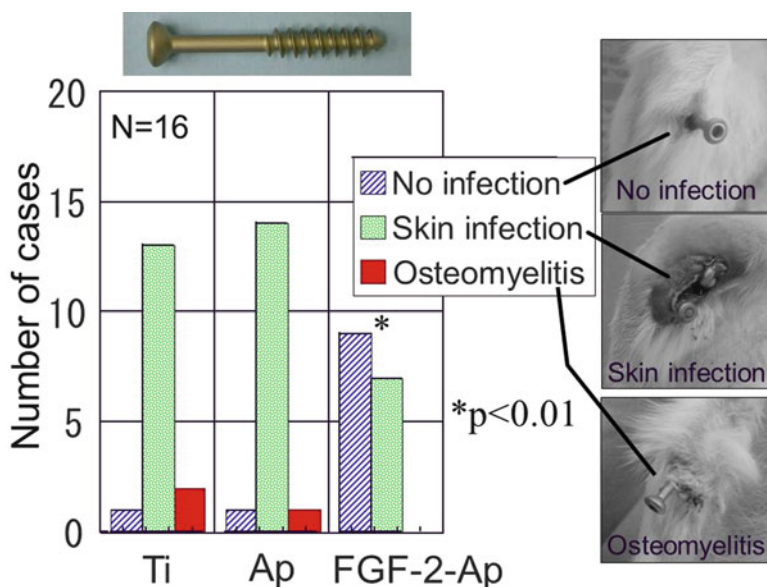 20
15
10
5
0
Number of cases
N=16
No infection
Skin infection
Osteomyelitis
*
*p<0.01
Ti
Ap
FGF-2-Ap
No infection
Skin infection
Osteomyelitis